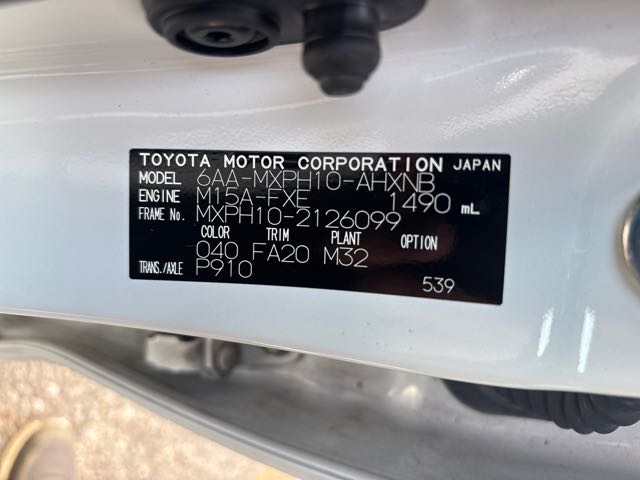 TOYOTA MOTOR CORPORATION JAPAN
MODEL 6AA-MXPH10-AHXNB
ENGINE M15A-FXE 1490 mL
FRAME No. MXPH10-2126099
COLOR TRIM PLANT OPTION
040 FA20 M32
TRANS./AXLE P910
539